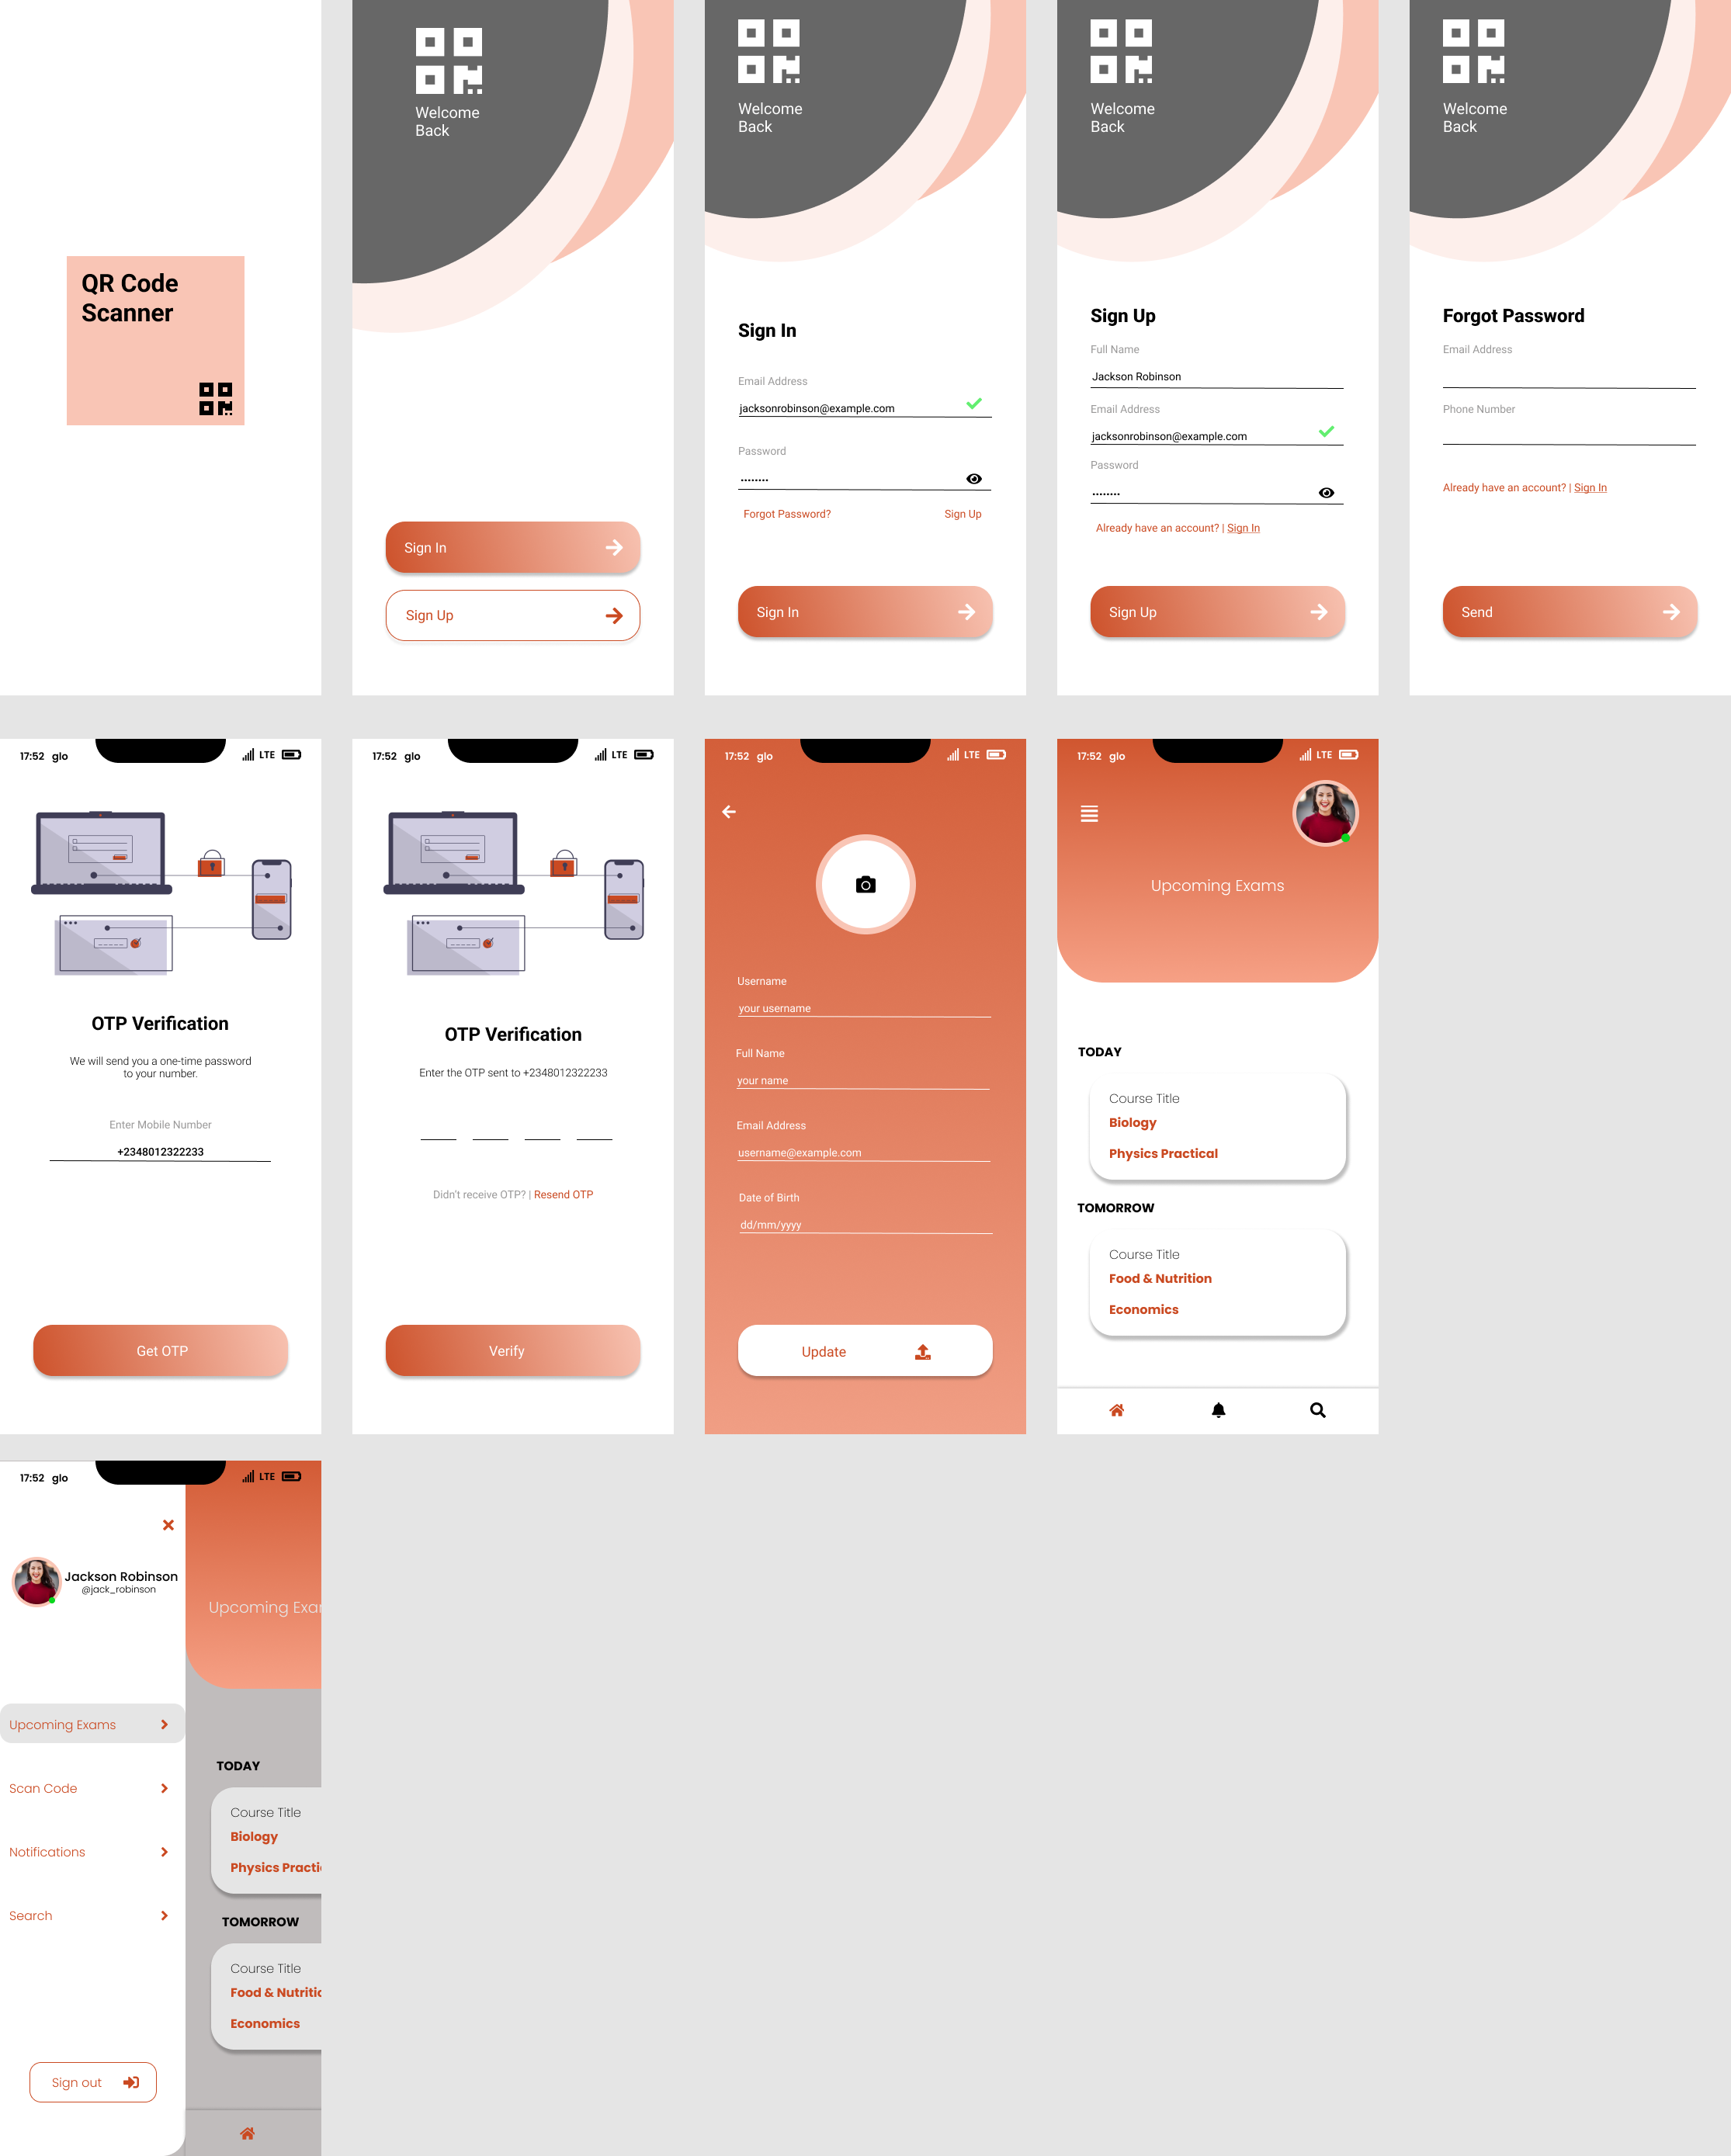 QR Code
Scanner
Welcome
Back
Sign In
Sign Up
Welcome
Back
Sign In
Email Address
jacksonrobinson@example.com
Password
........
Forgot Password?
Sign Up
Sign In
Welcome
Back
Sign Up
Full Name
Jackson Robinson
Email Address
jacksonrobinson@example.com
Password
........
Already have an account? | Sign In
Sign Up
Welcome
Back
Forgot Password
Email Address
Phone Number
Already have an account? | Sign In
Send
17:52 glo LTE
OTP Verification
We will send you a one-time password
to your number.
Enter Mobile Number
+2348012322233
Get OTP
17:52 glo LTE
OTP Verification
Enter the OTP sent to +2348012322233
Didn't receive OTP? | Resend OTP
Verify
17:52 glo LTE
Username
your username
Full Name
your name
Email Address
username@example.com
Date of Birth
dd/mm/yyyy
Update
17:52 glo LTE
Upcoming Exams
TODAY
Course Title
Biology
Physics Practical
TOMORROW
Course Title
Food & Nutrition
Economics
17:52 glo LTE
Jackson Robinson
@jack_robinson
Upcoming Exams
Scan Code
Notifications
Search
Sign out
Upcoming Exar
TODAY
Course Title
Biology
Physics Practi
TOMORROW
Course Title
Food & Nutritic
Economics